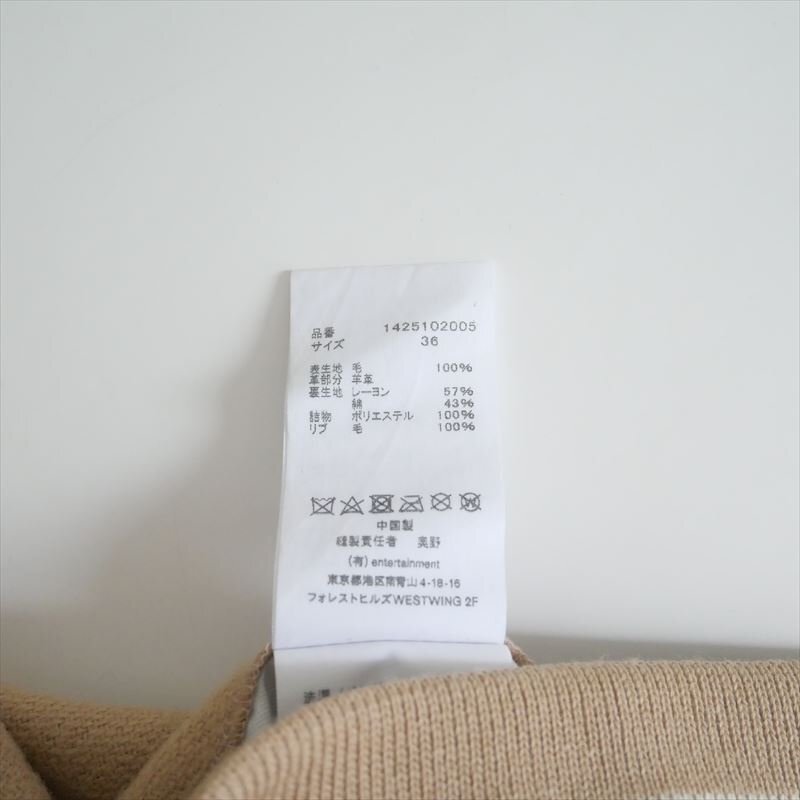 品番 1425102005
サイズ 36
表生地 毛 100%
革部分 羊革
裏生地 レーヨン 57%
綿 43%
詰物 ポリエステル 100%
リブ 毛 100%
中国製
縫製責任者 奥野
(有) entertainment
東京都港区南青山4-18-16
フォレストヒルズWESTWING 2F